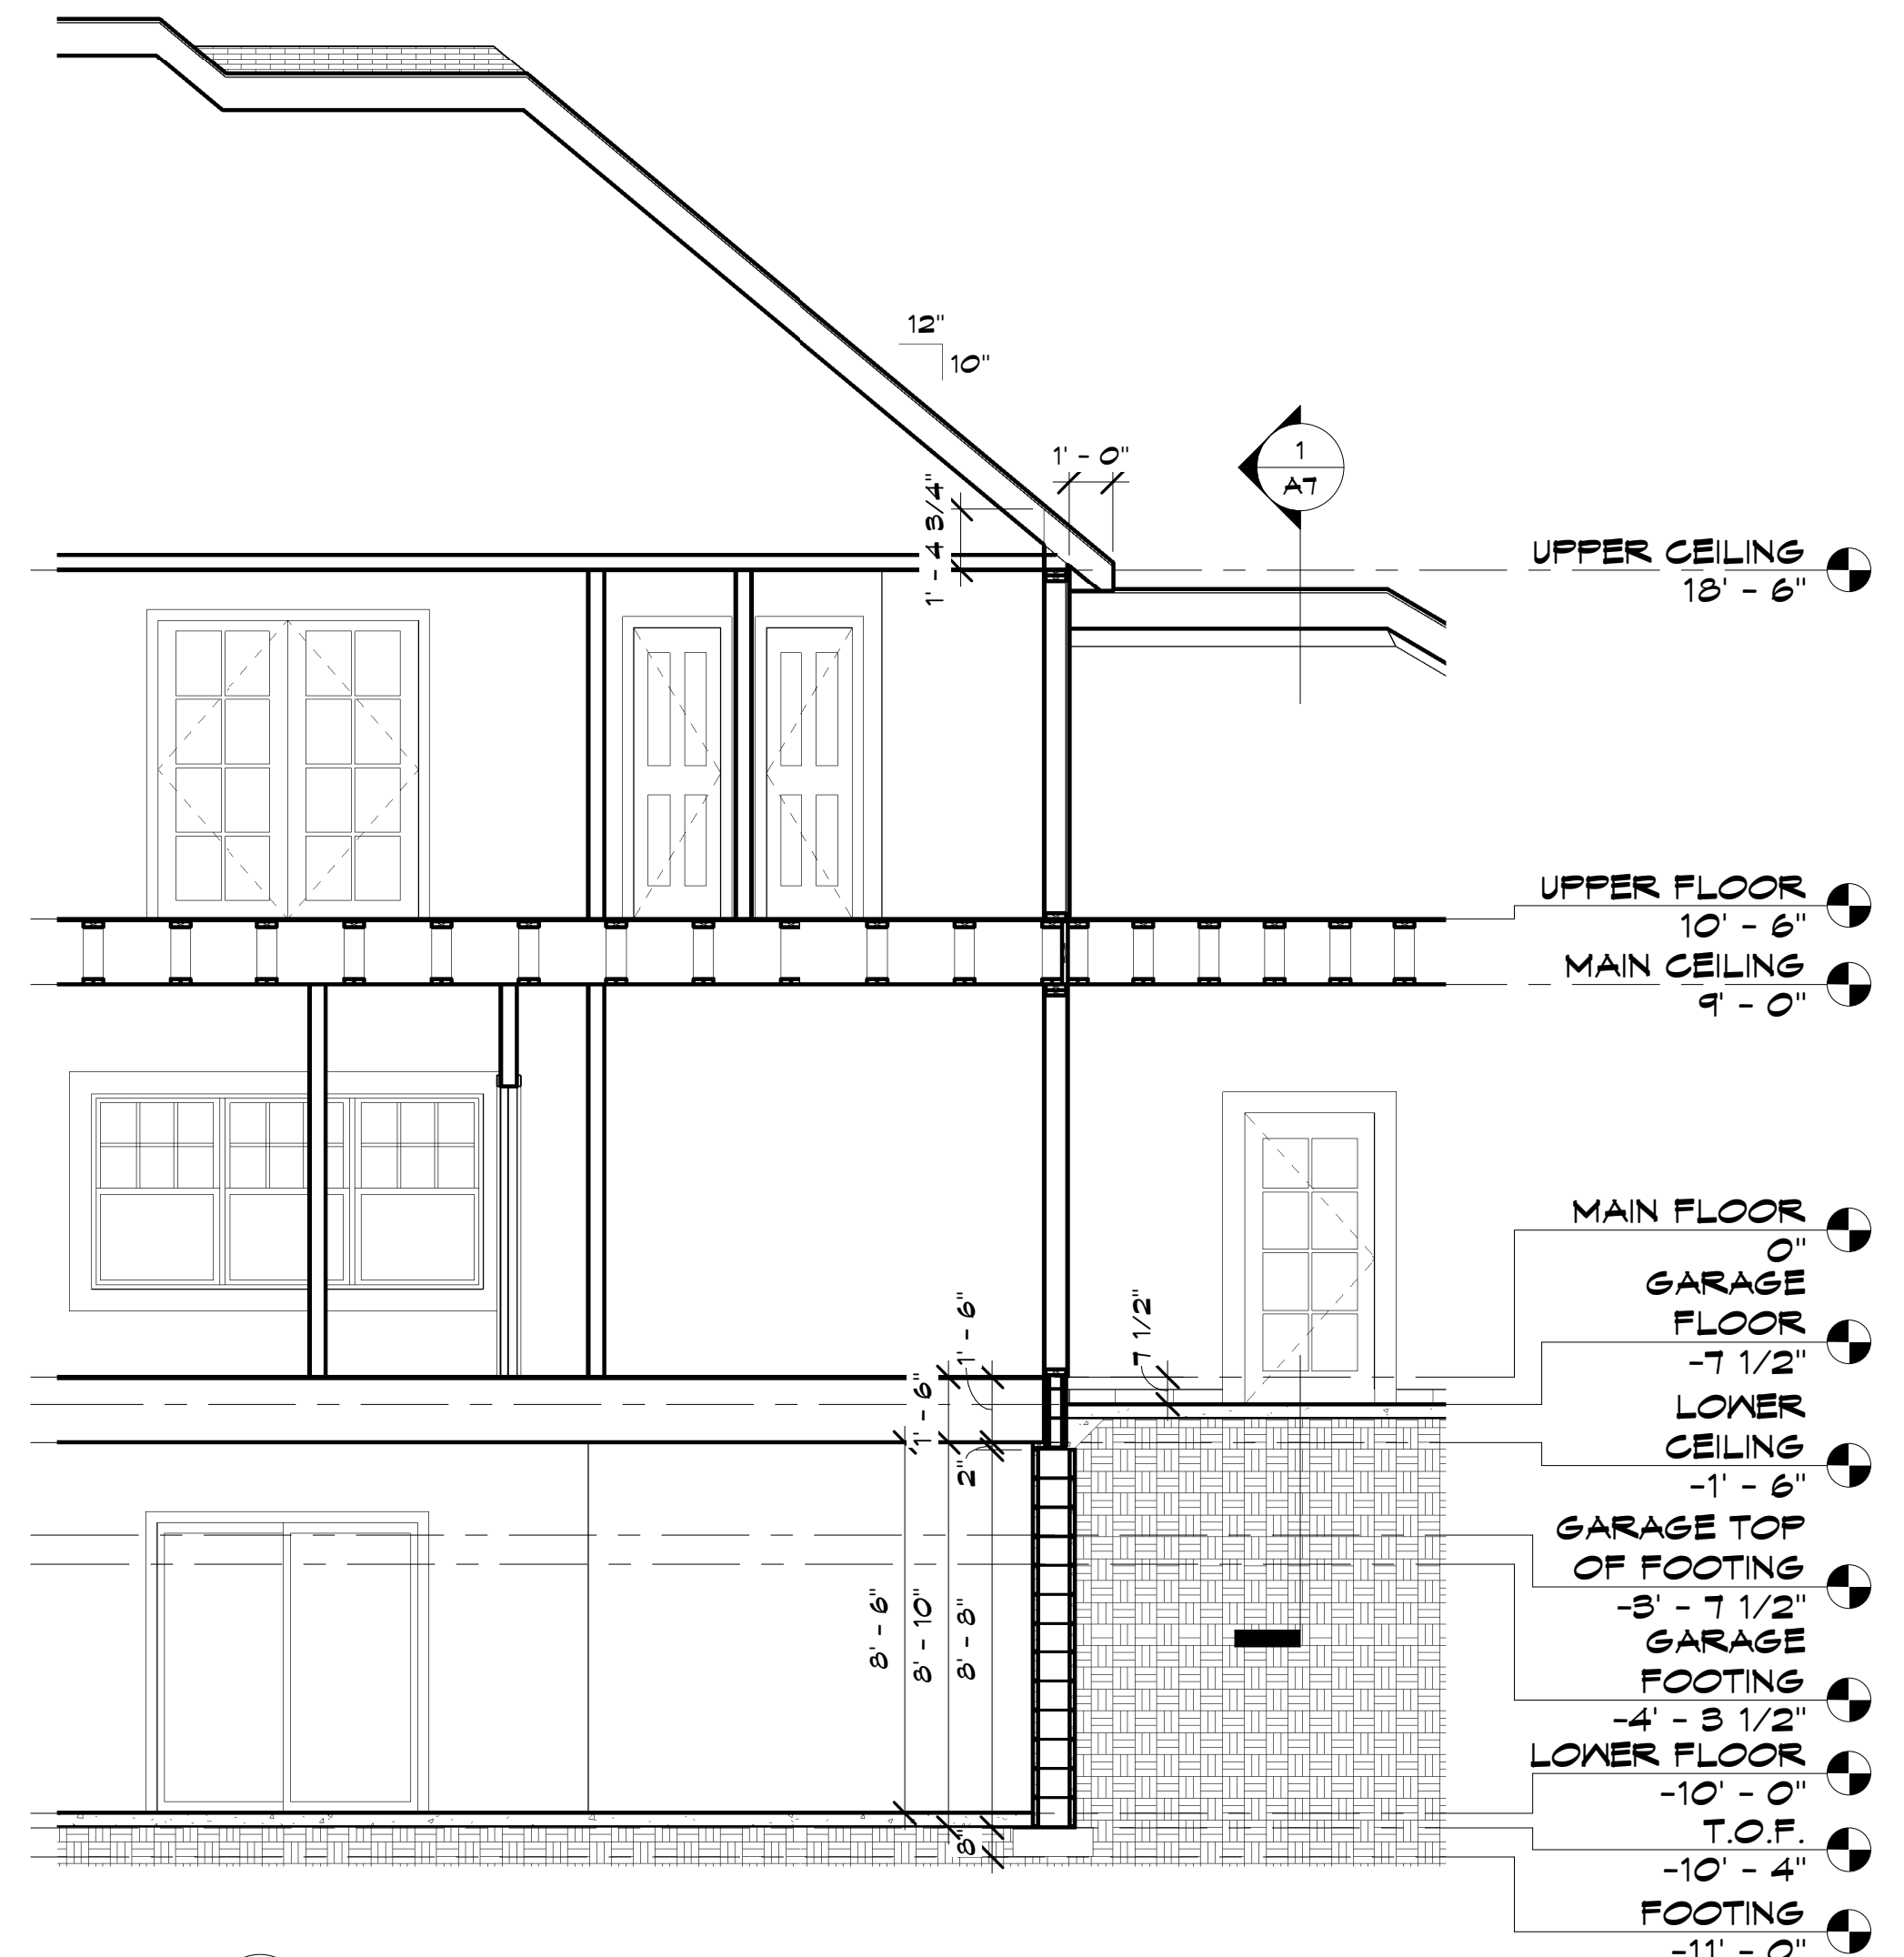 12"
10"
1' - 0"
1' - 4 3/4"
1
A7
UPPER CEILING
18' - 6"
UPPER FLOOR
10' - 6"
MAIN CEILING
9' - 0"
MAIN FLOOR
0"
GARAGE
FLOOR
-7 1/2"
LOWER
CEILING
-1' - 6"
GARAGE TOP
OF FOOTING
-3' - 7 1/2"
GARAGE
FOOTING
-4' - 3 1/2"
LOWER FLOOR
-10' - 0"
T.O.F.
-10' - 4"
FOOTING
-11' - 0"
1' - 6"
1' - 6"
7 1/2"
2"
8' - 6"
8' - 10"
8' - 8"
8"